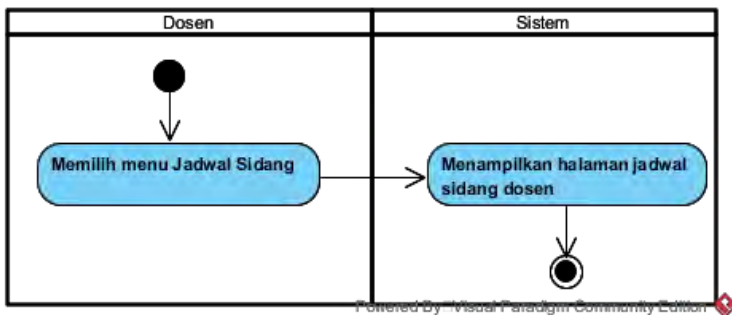 Dosen
Sistem
Memilih menu Jadwal Sidang
Menampilkan halaman jadwal
sidang dosen
Powered By Visual Paradigm Community Edition